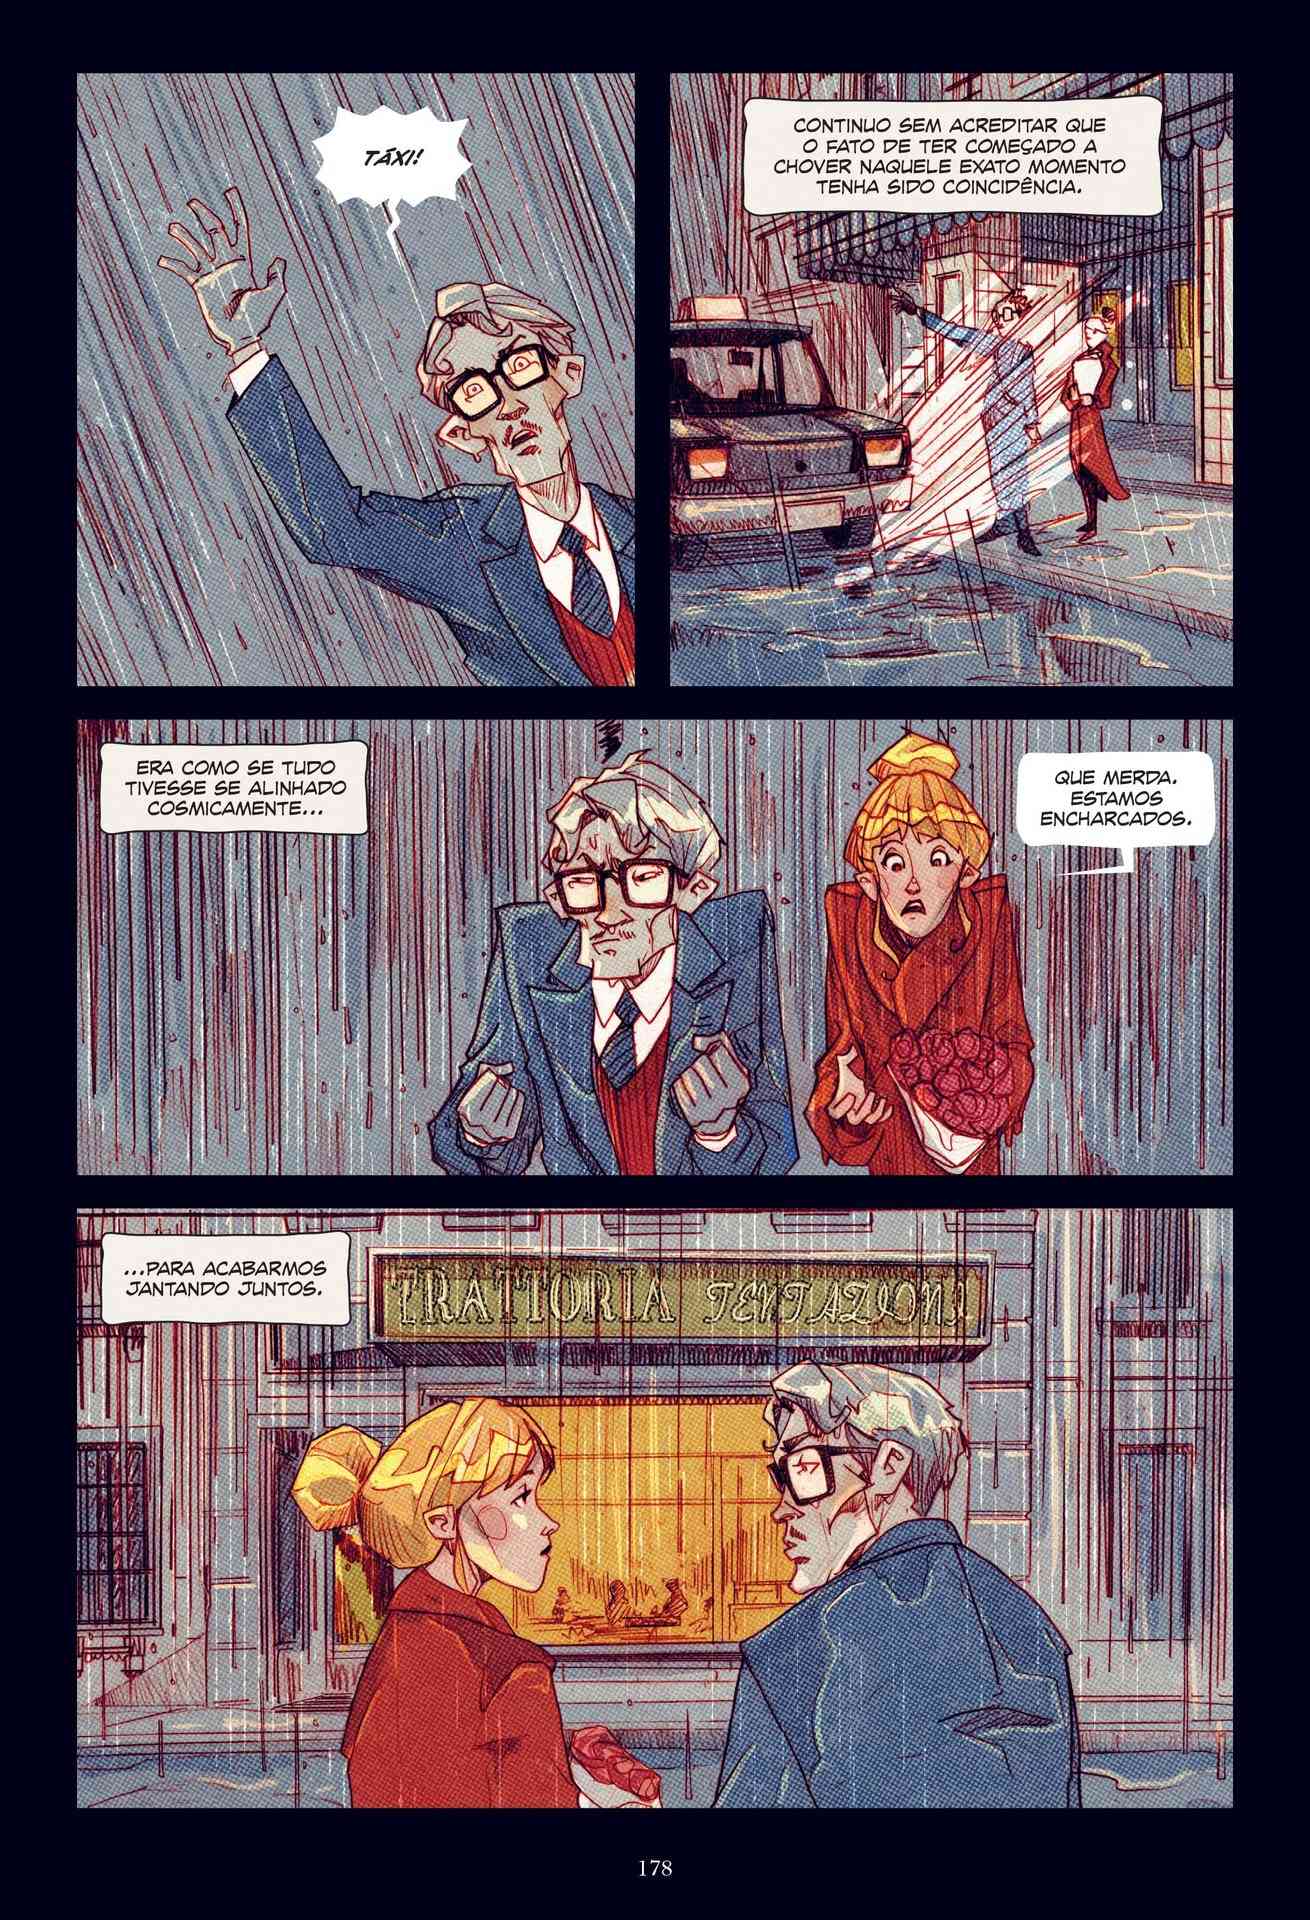 TÁXI!
CONTINUO SEM ACREDITAR QUE
O FATO DE TER COMEÇADO A
CHOVER NAQUELE EXATO MOMENTO
TENHA SIDO COINCIDÊNCIA.
ERA COMO SE TUDO
TIVESSE SE ALINHADO
COSMICAMENTE...
QUE MERDA.
ESTAMOS
ENCHARCADOS.
...PARA ACABARMOS
JANTANDO JUNTOS.
TRATTORIA TENTAZIONI
178